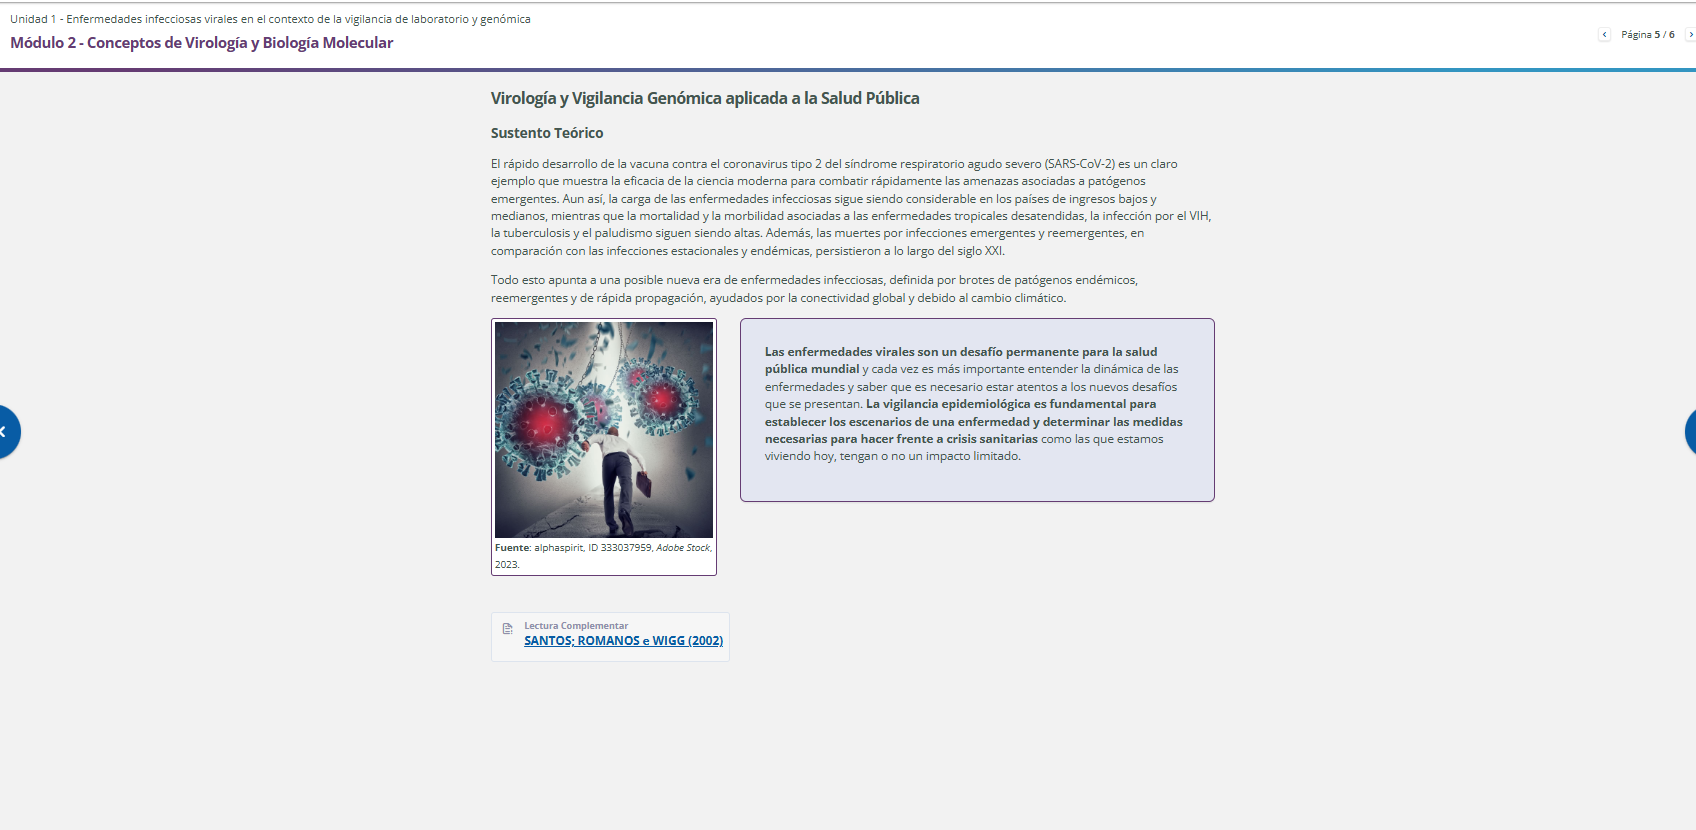 Unidad 1 - Enfermedades infecciosas virales en el contexto de la vigilancia de laboratorio y genómica
Módulo 2 - Conceptos de Virología y Biología Molecular
Página 5 / 6
Virología y Vigilancia Genómica aplicada a la Salud Pública
Sustento Teórico
El rápido desarrollo de la vacuna contra el coronavirus tipo 2 del síndrome respiratorio agudo severo (SARS-CoV-2) es un claro
ejemplo que muestra la eficacia de la ciencia moderna para combatir rápidamente las amenazas asociadas a patógenos
emergentes. Aun así, la carga de las enfermedades infecciosas sigue siendo considerable en los países de ingresos bajos y
medianos, mientras que la mortalidad y la morbilidad asociadas a las enfermedades tropicales desatendidas, la infección por el VIH,
la tuberculosis y el paludismo siguen siendo altas. Además, las muertes por infecciones emergentes y reemergentes, en
comparación con las infecciones estacionales y endémicas, persistieron a lo largo del siglo XXI.
Todo esto apunta a una posible nueva era de enfermedades infecciosas, definida por brotes de patógenos endémicos,
reemergentes y de rápida propagación, ayudados por la conectividad global y debido al cambio climático.
Las enfermedades virales son un desafío permanente para la salud
pública mundial y cada vez es más importante entender la dinámica de las
enfermedades y saber que es necesario estar atentos a los nuevos desafíos
que se presentan. La vigilancia epidemiológica es fundamental para
establecer los escenarios de una enfermedad y determinar las medidas
necesarias para hacer frente a crisis sanitarias como las que estamos
viviendo hoy, tengan o no un impacto limitado.
Fuente: alphaspirit, ID 333037959, Adobe Stock,
2023.
Lectura Complementar
SANTOS; ROMANOS e WIGG (2002)